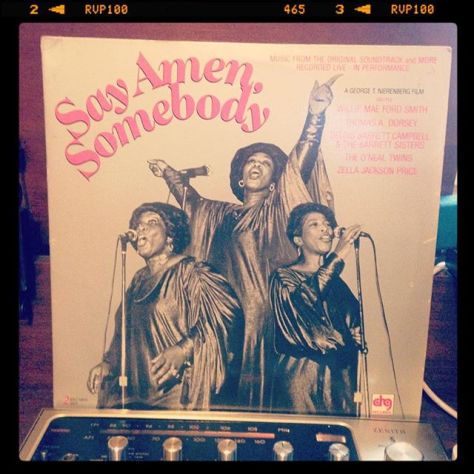 2 RVP100 465 3 RVP100
MUSIC FROM THE ORIGINAL SOUNDTRACK and MORE
RECORDED LIVE - IN PERFORMANCE
Say Amen,
Somebody
A GEORGE T. NIERENBERG FILM
WILLIE MAE FORD SMITH
THOMAS A. DORSEY
DELOIS BARRETT CAMPBELL
& THE BARRETT SISTERS
THE O'NEAL TWINS
ZELLA JACKSON PRICE
2
drg
ZENITH